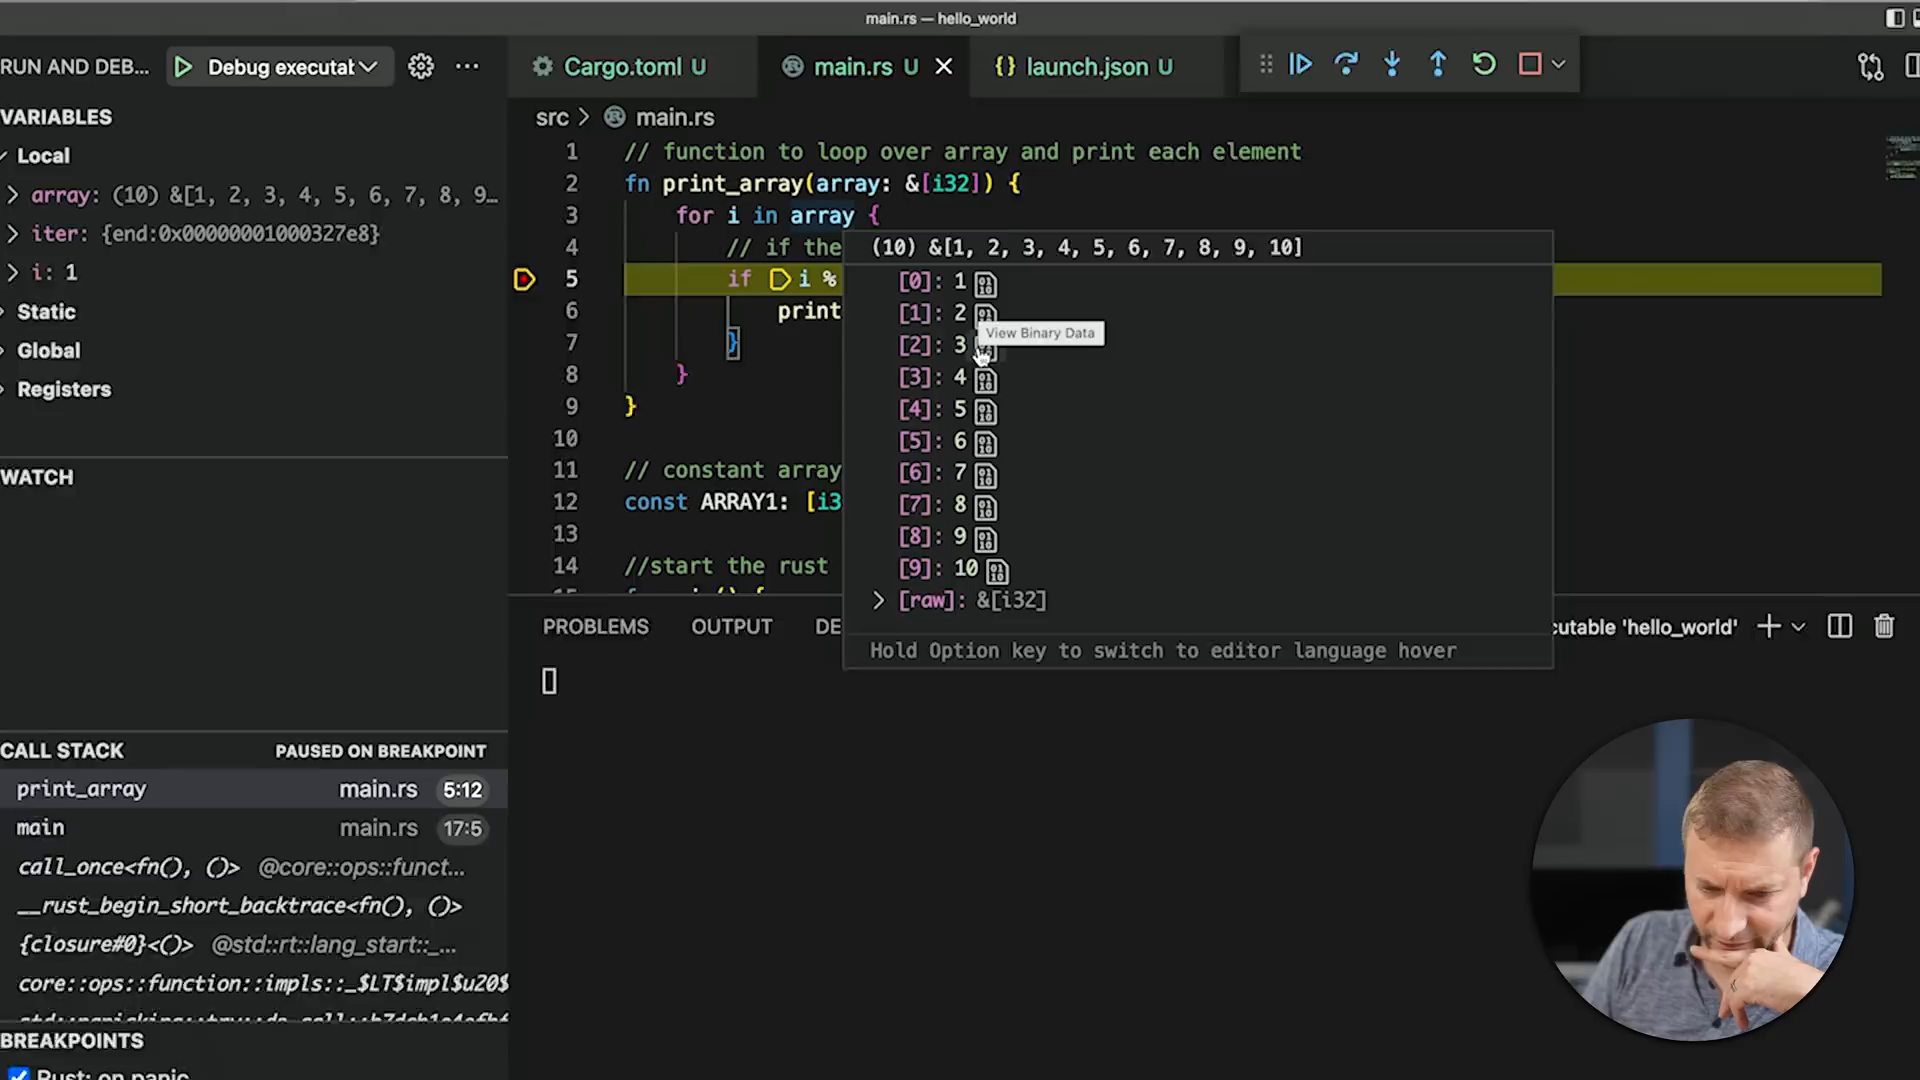 main.rs — hello_world
RUN AND DEB... Debug executab
Cargo.toml U main.rs U {} launch.json U
VARIABLES
Local
array: (10) &[1, 2, 3, 4, 5, 6, 7, 8, 9...
iter: {end:0x00000001000327e8}
i: 1
Static
Global
Registers
WATCH
CALL STACK PAUSED ON BREAKPOINT
print_array main.rs 5:12
main main.rs 17:5
call_once<fn(), ()> @core::ops::funct...
__rust_begin_short_backtrace<fn(), ()>
{closure#0}<()> @std::rt::lang_start::_...
core::ops::function::impls::_$LT$impl$u20$
BREAKPOINTS
Rust: on panic
src > main.rs
1 // function to loop over array and print each element
2 fn print_array(array: &[i32]) {
3 for i in array {
4 // if the
5 if i %
6 print
7 }
8 }
9 }
10
11 // constant array
12 const ARRAY1: [i3
13
14 //start the rust
(10) &[1, 2, 3, 4, 5, 6, 7, 8, 9, 10]
[0]: 1
[1]: 2
View Binary Data
[2]: 3
[3]: 4
[4]: 5
[5]: 6
[6]: 7
[7]: 8
[8]: 9
[9]: 10
[raw]: &[i32]
Hold Option key to switch to editor language hover
PROBLEMS OUTPUT DE
cutable 'hello_world'